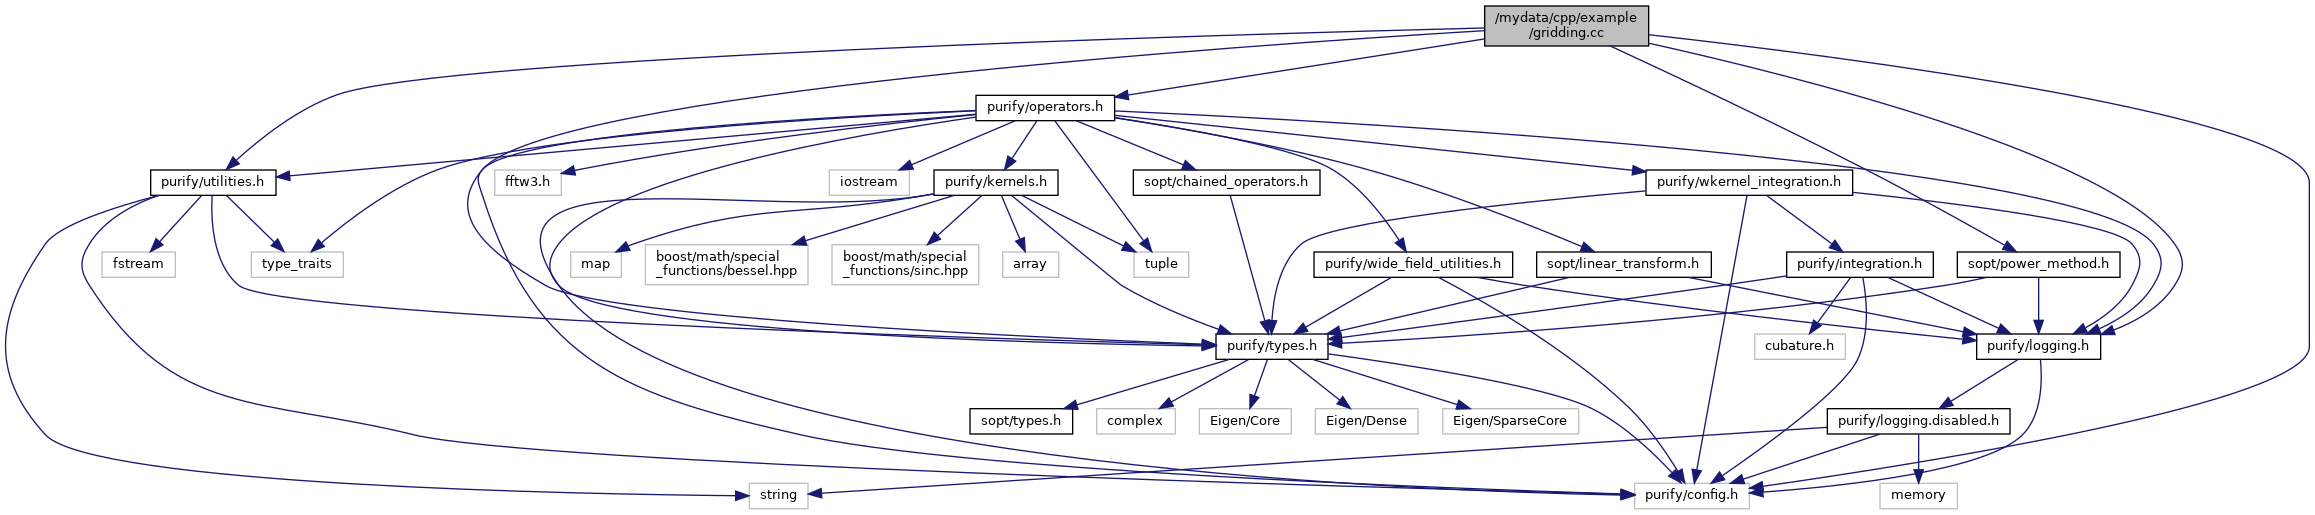 /mydata/cpp/example
/gridding.cc
purify/operators.h
purify/utilities.h
fftw3.h
iostream
purify/kernels.h
sopt/chained_operators.h
purify/wkernel_integration.h
fstream
type_traits
map
boost/math/special
_functions/bessel.hpp
boost/math/special
_functions/sinc.hpp
array
tuple
purify/wide_field_utilities.h
sopt/linear_transform.h
purify/integration.h
sopt/power_method.h
purify/types.h
cubature.h
purify/logging.h
sopt/types.h
complex
Eigen/Core
Eigen/Dense
Eigen/SparseCore
purify/logging.disabled.h
string
purify/config.h
memory